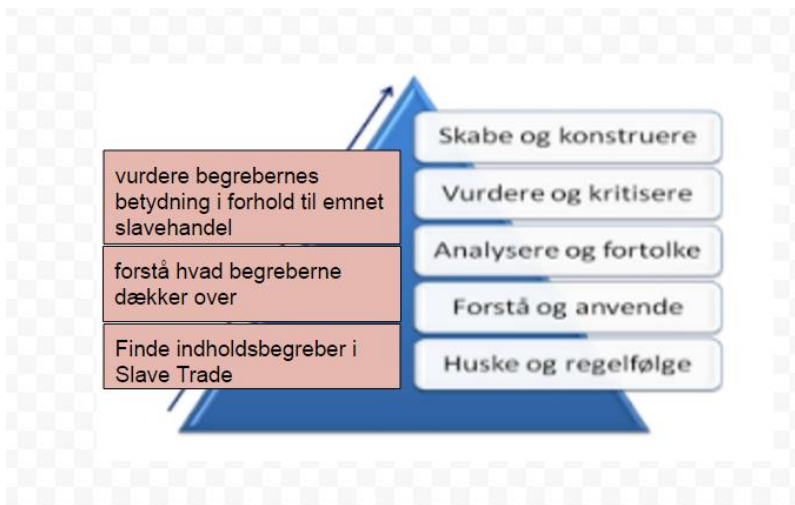 Skabe og konstruere
vurdere begrebernes
betydning i forhold til emnet
slavehandel
Vurdere og kritisere
Analysere og fortolke
forstå hvad begreberne
dækker over
Forstå og anvende
Finde indholdsbegreber i
Slave Trade
Huske og regelfølge